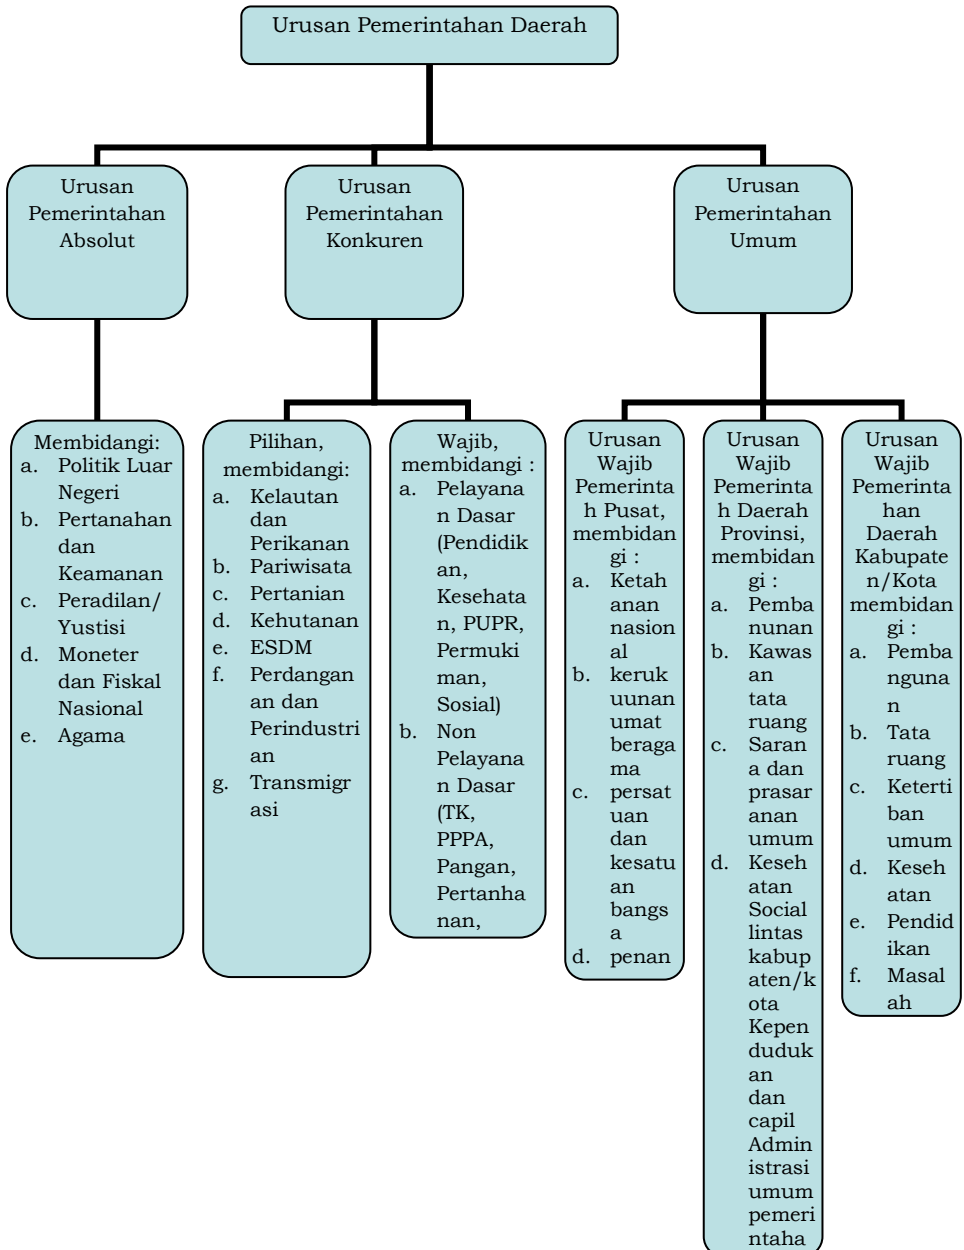 Urusan Pemerintahan Daerah
Urusan
Pemerintahan
Absolut
Urusan
Pemerintahan
Konkuren
Urusan
Pemerintahan
Umum
Membidangi:
a. Politik Luar
Negeri
b. Pertanahan
dan
Keamanan
c. Peradilan/
Yustisi
d. Moneter
dan Fiskal
Nasional
e. Agama
Pilihan,
membidangi:
a. Kelautan
dan
Perikanan
b. Pariwisata
c. Pertanian
d. Kehutanan
e. ESDM
f. Perdangan
an dan
Perindustri
an
g. Transmigr
asi
Wajib,
membidangi :
a. Pelayana
n Dasar
(Pendidik
an,
Kesehata
n, PUPR,
Permuki
man,
Sosial)
b. Non
Pelayana
n Dasar
(TK,
PPPA,
Pangan,
Pertanha
nan,
Urusan
Wajib
Pemerinta
h Pusat,
membidan
gi :
a. Ketah
anan
nasion
al
b. keruk
uunan
umat
beraga
ma
c. persat
uan
dan
kesatu
an
bangs
a
d. penan
Urusan
Wajib
Pemerinta
h Daerah
Provinsi,
membidan
gi :
a. Pemba
nunan
b. Kawas
an
tata
ruang
c. Saran
a dan
prasar
anan
umum
d. Keseh
atan
Social
lintas
kabup
aten/k
ota
Kepen
duduk
an
dan
capil
Admin
istrasi
umum
pemeri
ntaha
Urusan
Wajib
Pemerinta
han
Daerah
Kabupate
n/Kota
membidan
gi :
a. Pemba
nguna
n
b. Tata
ruang
c. Keterti
ban
umum
d. Keseh
atan
e. Pendid
ikan
f. Masal
ah